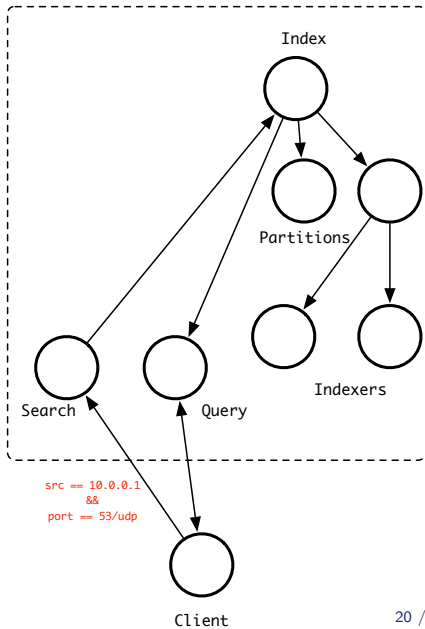 Index
Partitions
Indexers
Search
Query
src == 10.0.0.1
&&
port == 53/udp
Client
20 /